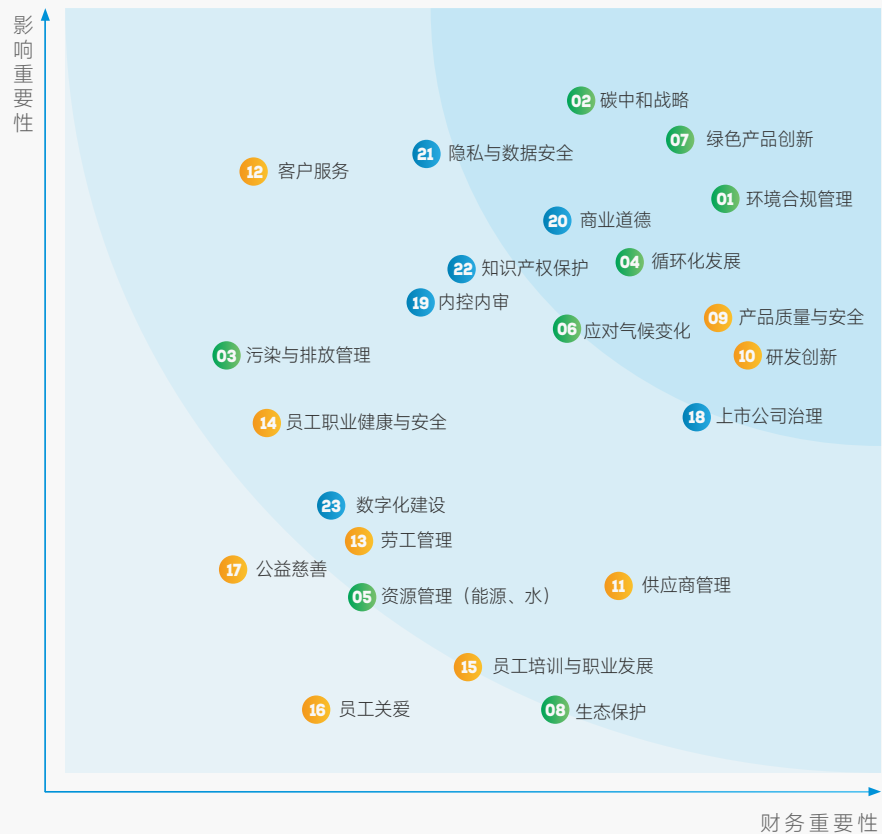 影响重要性
02 碳中和战略
07 绿色产品创新
21 隐私与数据安全
12 客户服务
01 环境合规管理
20 商业道德
04 循环化发展
22 知识产权保护
19 内控内审
09 产品质量与安全
06 应对气候变化
03 污染与排放管理
10 研发创新
18 上市公司治理
14 员工职业健康与安全
23 数字化建设
13 劳工管理
17 公益慈善
11 供应商管理
05 资源管理（能源、水）
15 员工培训与职业发展
16 员工关爱
08 生态保护
财务重要性